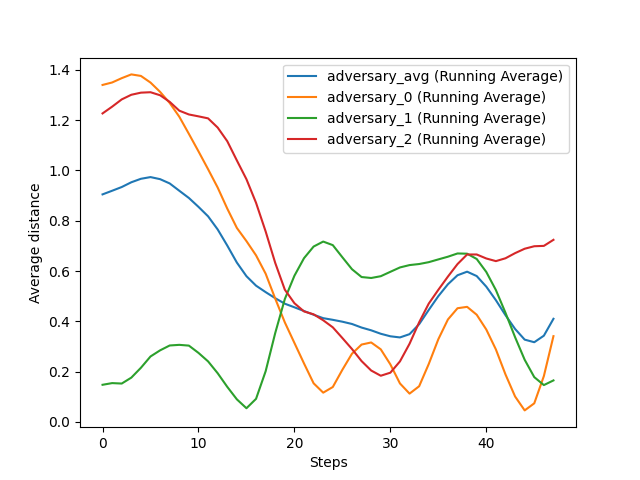 adversary_avg (Running Average)
adversary_0 (Running Average)
adversary_1 (Running Average)
adversary_2 (Running Average)
1.4
1.2
1.0
0.8
0.6
0.4
0.2
0.0
Average distance
0 10 20 30 40
Steps